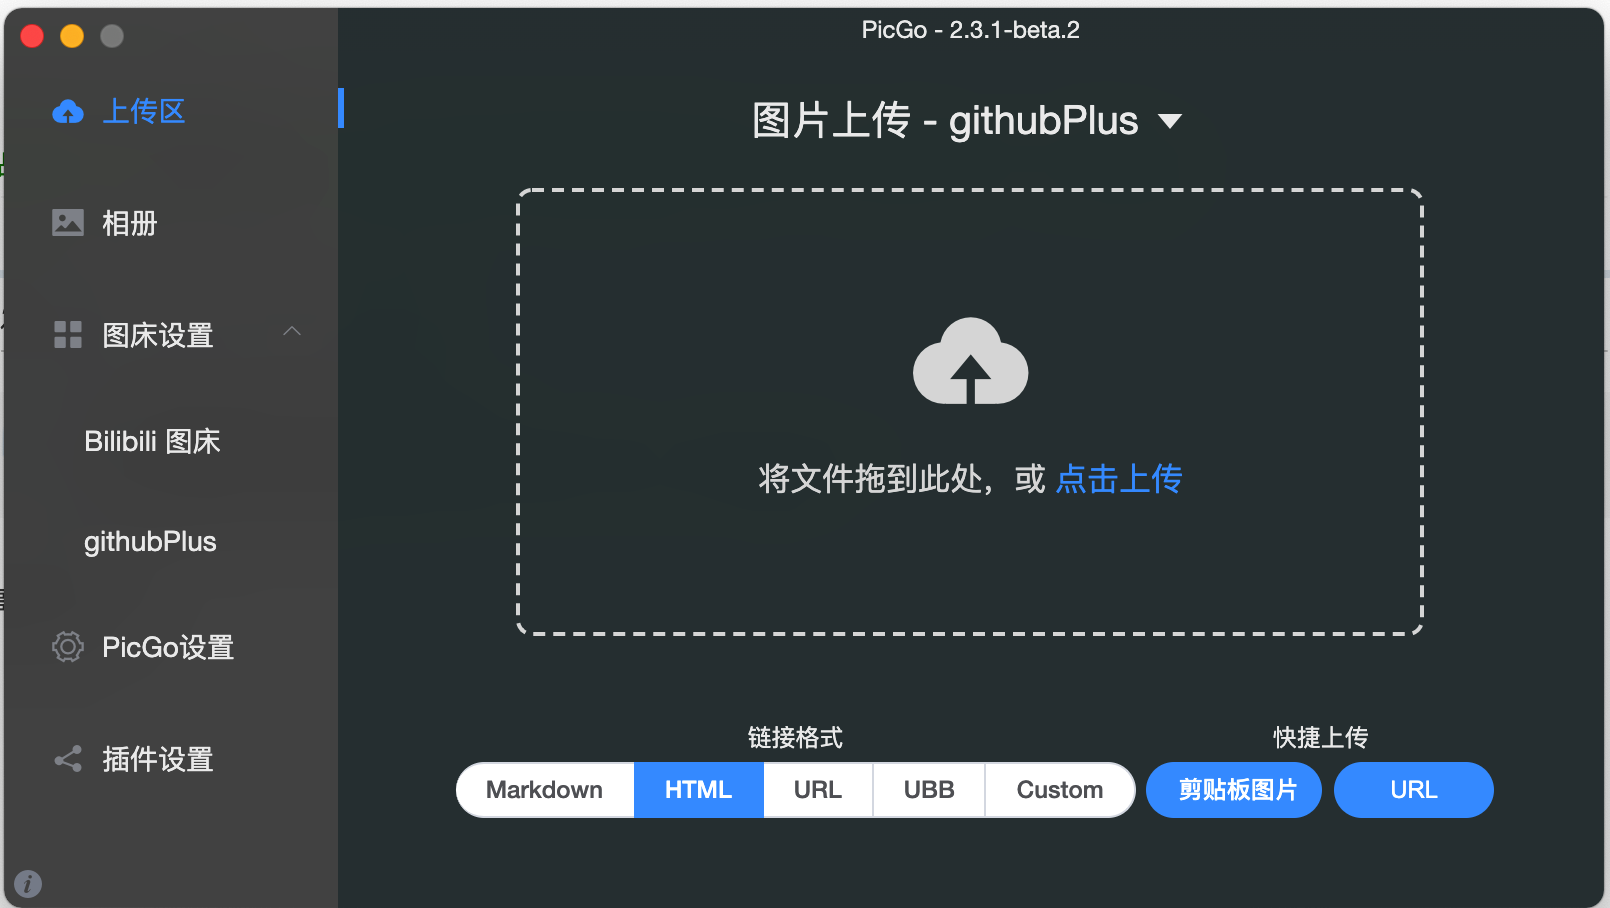 PicGo - 2.3.1-beta.2
上传区
相册
图床设置
Bilibili 图床
githubPlus
PicGo设置
插件设置
i
图片上传 - githubPlus
将文件拖到此处，或 点击上传
链接格式
Markdown
HTML
URL
UBB
Custom
快捷上传
剪贴板图片
URL